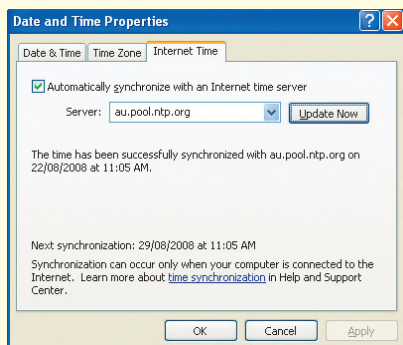 Date and Time Properties
Date & Time Time Zone Internet Time
Automatically synchronize with an Internet time server
Server: au.pool.ntp.org Update Now
The time has been successfully synchronized with au.pool.ntp.org on
22/08/2008 at 11:05 AM.
Next synchronization: 29/08/2008 at 11:05 AM
Synchronization can occur only when your computer is connected to the
Internet. Learn more about time synchronization in Help and Support
Center.
OK Cancel Apply